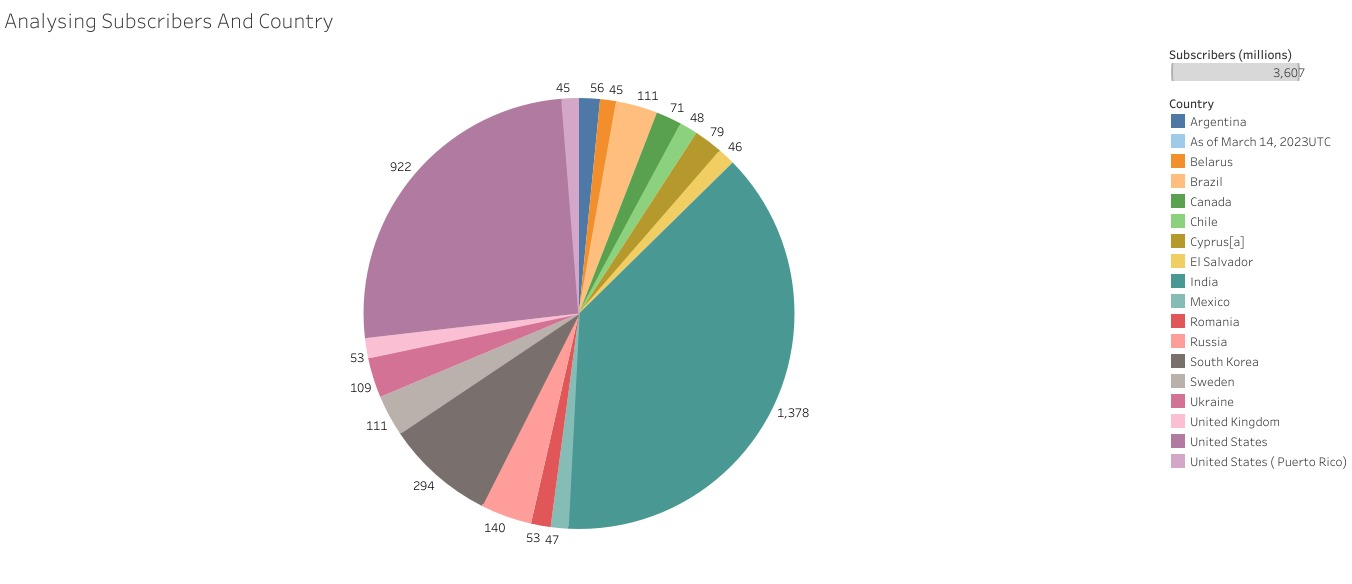 Analysing Subscribers And Country
Subscribers (millions)
3,607
Country
Argentina
As of March 14, 2023UTC
Belarus
Brazil
Canada
Chile
Cyprus[a]
El Salvador
India
Mexico
Romania
Russia
South Korea
Sweden
Ukraine
United Kingdom
United States
United States ( Puerto Rico)
45
56
45
111
71
48
79
46
1,378
47
53
140
294
111
109
53
922